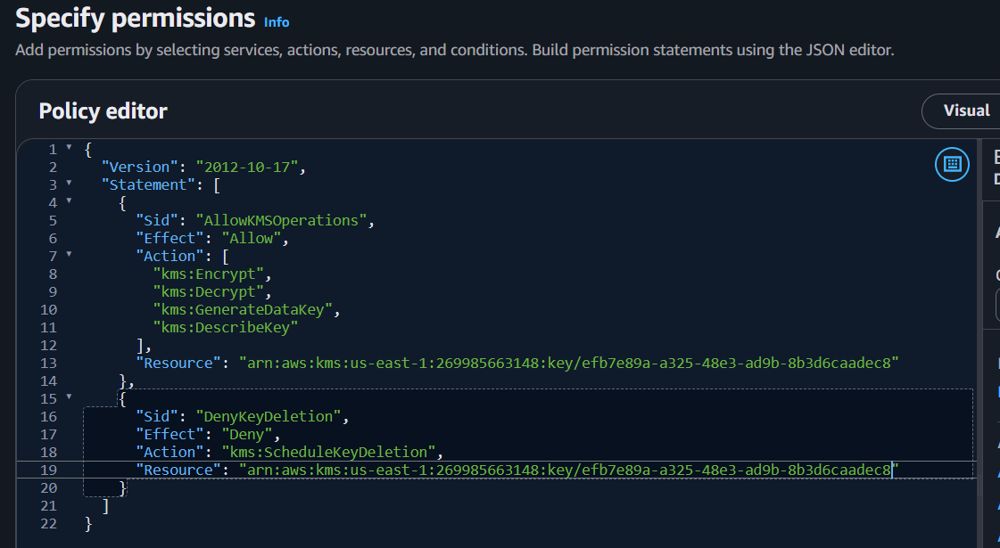 Specify permissions Info
Add permissions by selecting services, actions, resources, and conditions. Build permission statements using the JSON editor.
Policy editor
Visual
1 {
2 "Version": "2012-10-17",
3 "Statement": [
4 {
5 "Sid": "AllowKMSOperations",
6 "Effect": "Allow",
7 "Action": [
8 "kms:Encrypt",
9 "kms:Decrypt",
10 "kms:GenerateDataKey",
11 "kms:DescribeKey"
12 ],
13 "Resource": "arn:aws:kms:us-east-1:269985663148:key/efb7e89a-a325-48e3-ad9b-8b3d6caadec8"
14 },
15 {
16 "Sid": "DenyKeyDeletion",
17 "Effect": "Deny",
18 "Action": "kms:ScheduleKeyDeletion",
19 "Resource": "arn:aws:kms:us-east-1:269985663148:key/efb7e89a-a325-48e3-ad9b-8b3d6caadec8"
20 }
21 ]
22 }